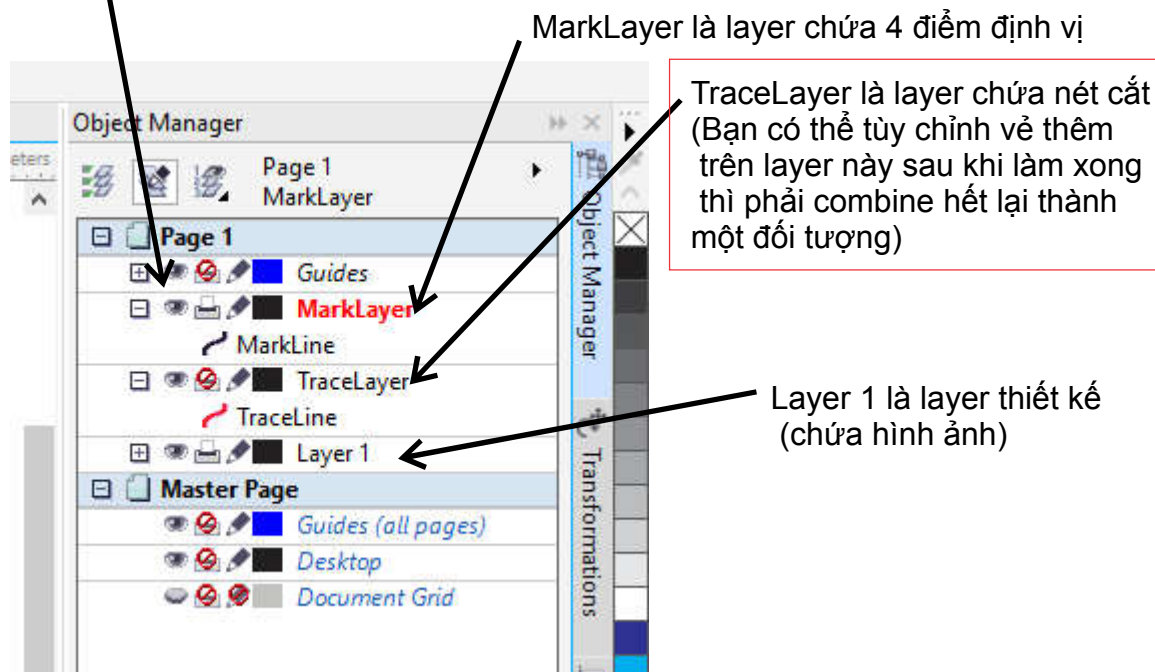 MarkLayer là layer chứa 4 điểm định vị
TraceLayer là layer chứa nét cắt
(Bạn có thể tùy chỉnh vẻ thêm
trên layer này sau khi làm xong
thì phải combine hết lại thành
một đối tượng)
Layer 1 là layer thiết kế
(chứa hình ảnh)
eters
Object Manager
Page 1
MarkLayer
Page 1
Guides
MarkLayer
MarkLine
TraceLayer
TraceLine
Layer 1
Master Page
Guides (all pages)
Desktop
Document Grid
Object Manager
Transformations